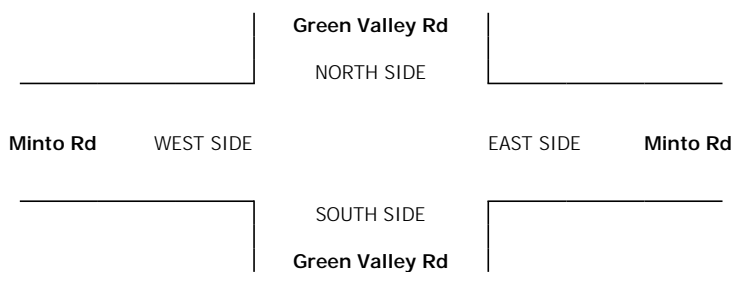 Green Valley Rd
NORTH SIDE
Minto Rd WEST SIDE EAST SIDE Minto Rd
SOUTH SIDE
Green Valley Rd